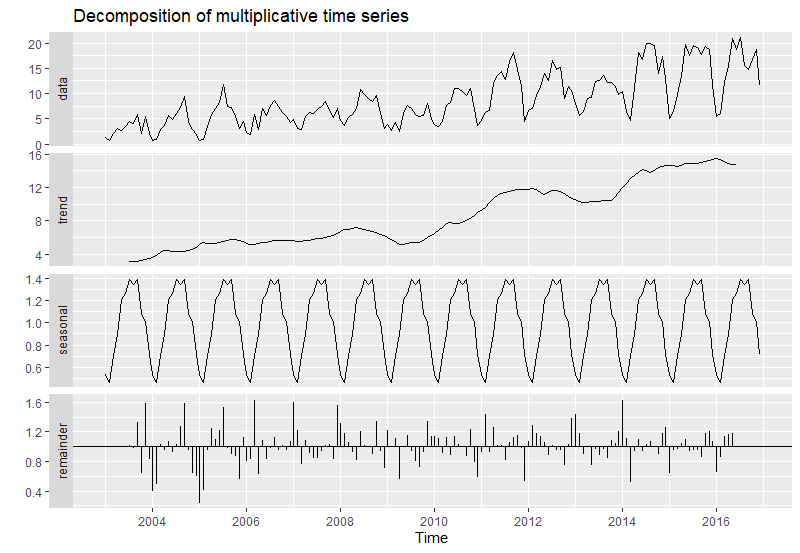 Decomposition of multiplicative time series
data
20
15
10
5
0
trend
16
12
8
4
seasonal
1.4
1.2
1.0
0.8
0.6
remainder
1.6
1.2
0.8
0.4
2004 2006 2008 2010 2012 2014 2016
Time